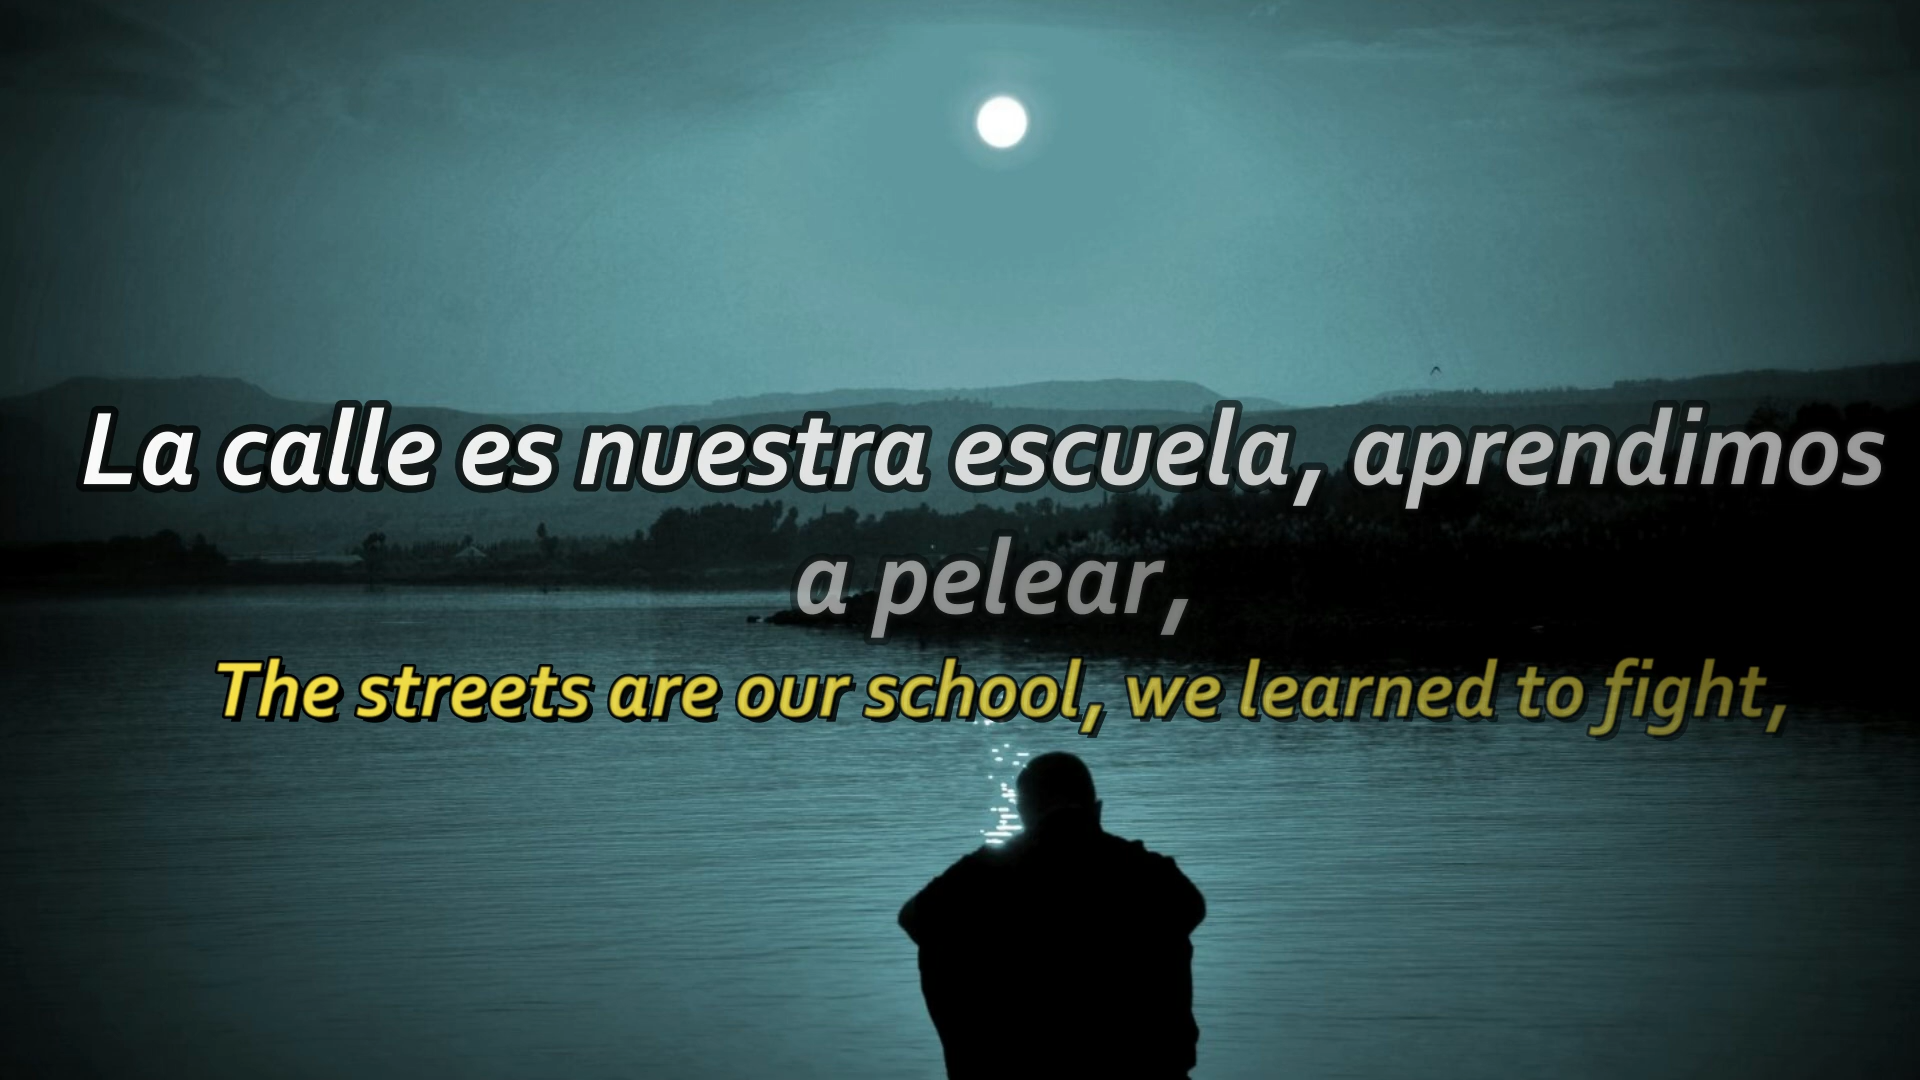 La calle es nuestra escuela, aprendimos
a pelear,
The streets are our school, we learned to fight,